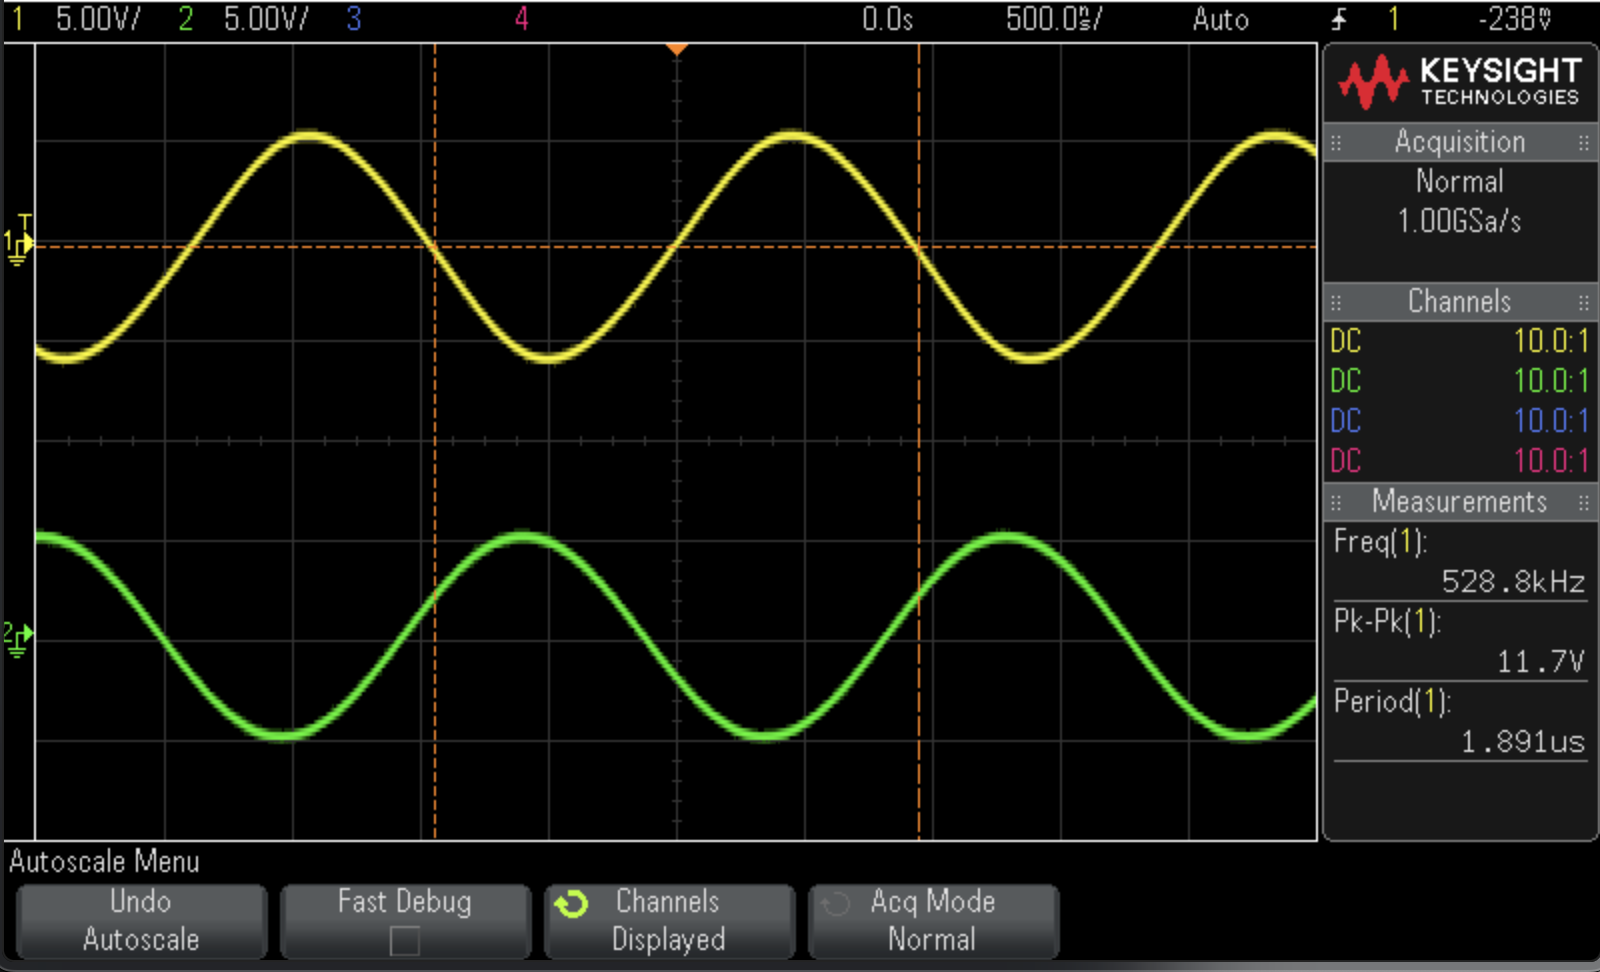 1 5.00V/ 2 5.00V/ 3 4 0.0s 500.0ns/ Auto 1 -238mV
KEYSIGHT
TECHNOLOGIES
Acquisition
Normal
1.00GSa/s
Channels
DC 10.0:1
DC 10.0:1
DC 10.0:1
DC 10.0:1
Measurements
Freq(1):
528.8kHz
Pk-Pk(1):
11.7V
Period(1):
1.891us
T
1
2
Autoscale Menu
Undo
Autoscale
Fast Debug
Channels
Displayed
Acq Mode
Normal